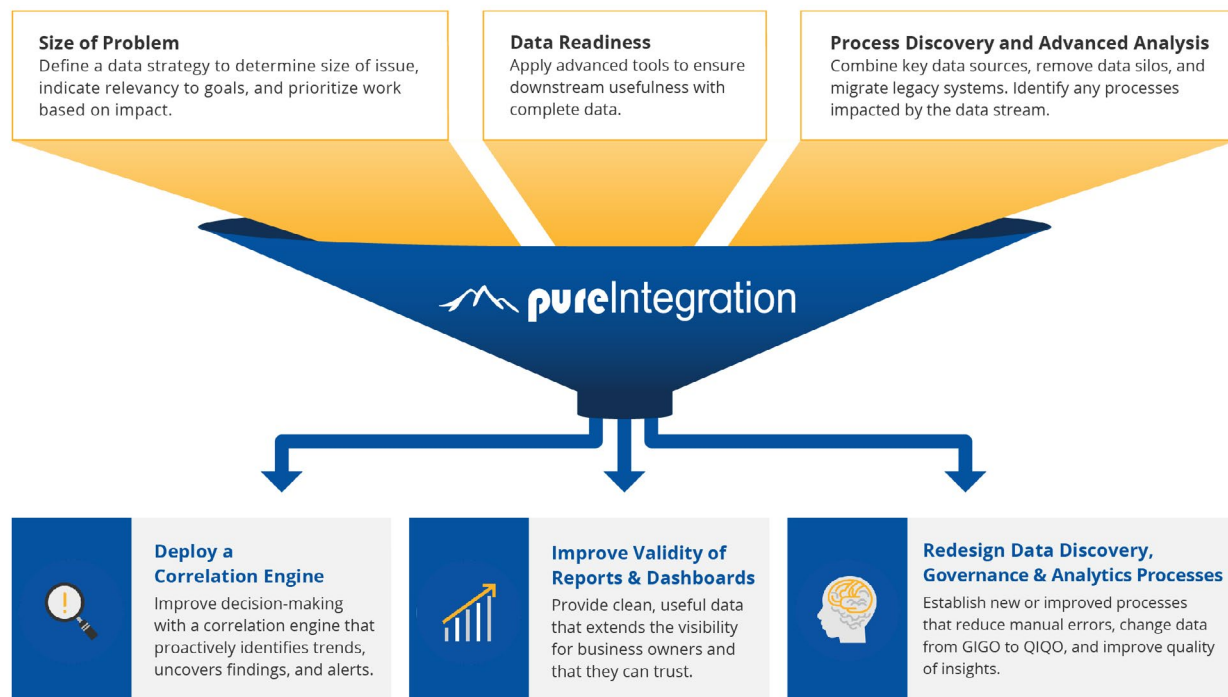 Size of Problem
Define a data strategy to determine size of issue,
indicate relevancy to goals, and prioritize work
based on impact.
Data Readiness
Apply advanced tools to ensure
downstream usefulness with
complete data.
Process Discovery and Advanced Analysis
Combine key data sources, remove data silos, and
migrate legacy systems. Identify any processes
impacted by the data stream.
pureIntegration
Deploy a
Correlation Engine
Improve decision-making
with a correlation engine that
proactively identifies trends,
uncovers findings, and alerts.
Improve Validity of
Reports & Dashboards
Provide clean, useful data
that extends the visibility
for business owners and
that they can trust.
Redesign Data Discovery,
Governance & Analytics Processes
Establish new or improved processes
that reduce manual errors, change data
from GIGO to QIQO, and improve quality
of insights.